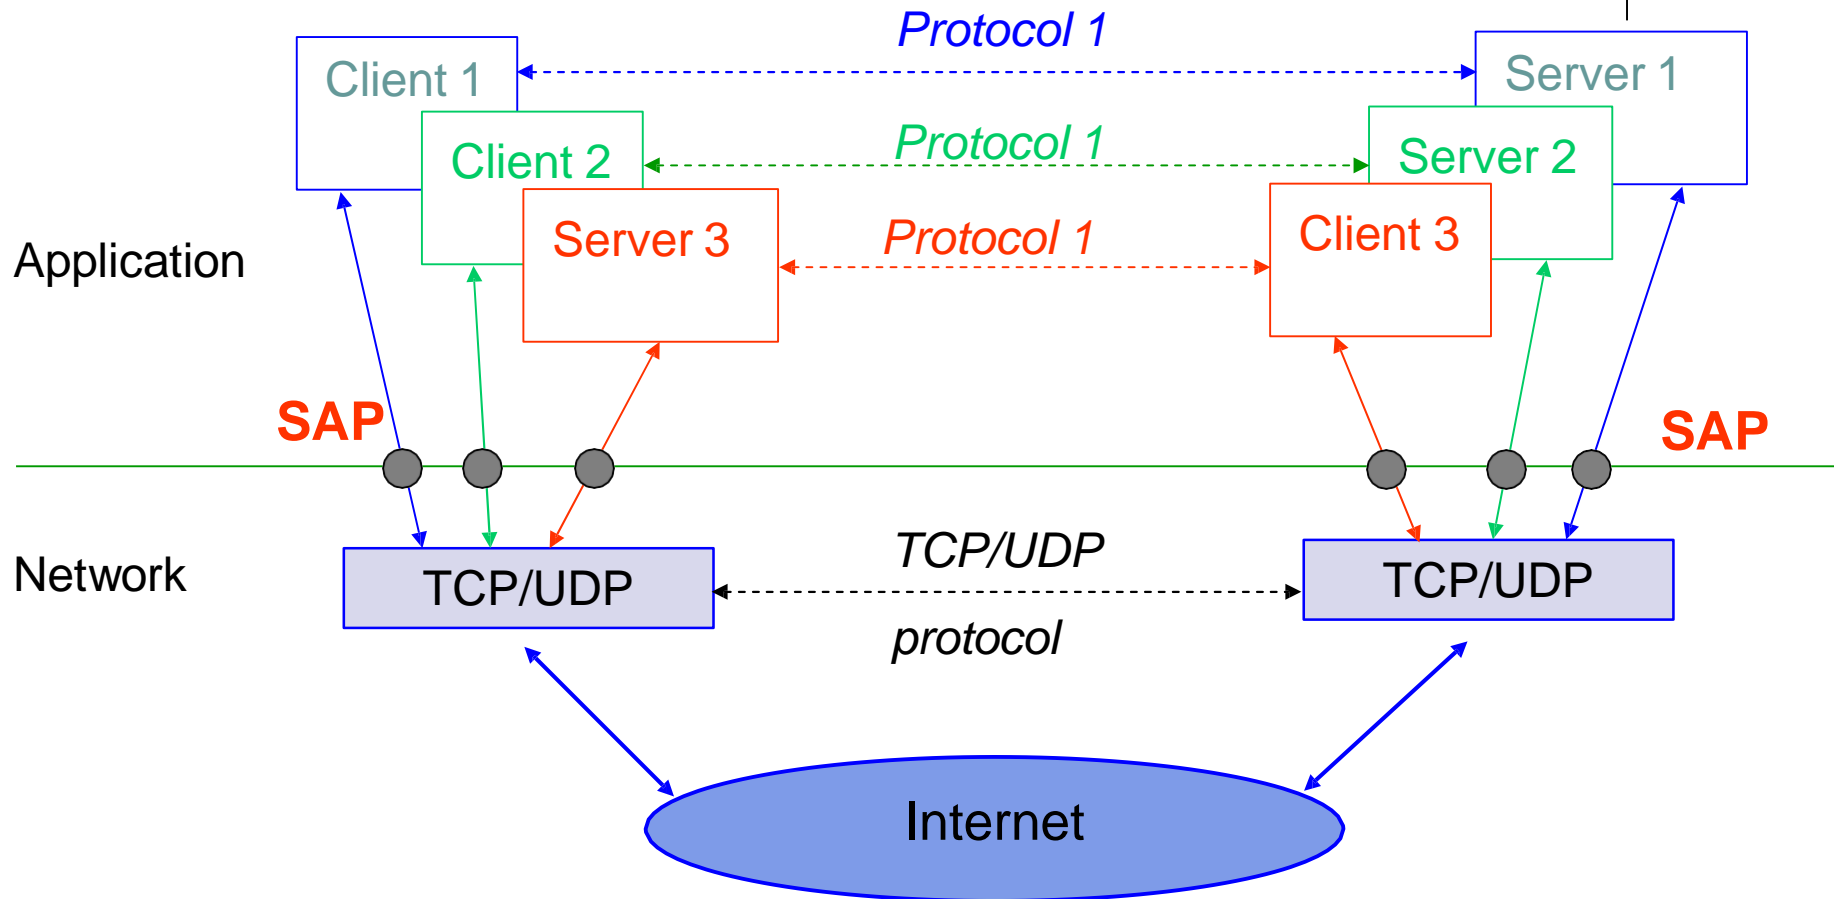 Protocol 1
Client 1
Server 1
Protocol 1
Client 2
Server 2
Protocol 1
Server 3
Client 3
Application
SAP
SAP
TCP/UDP
Network
TCP/UDP
TCP/UDP
protocol
Internet